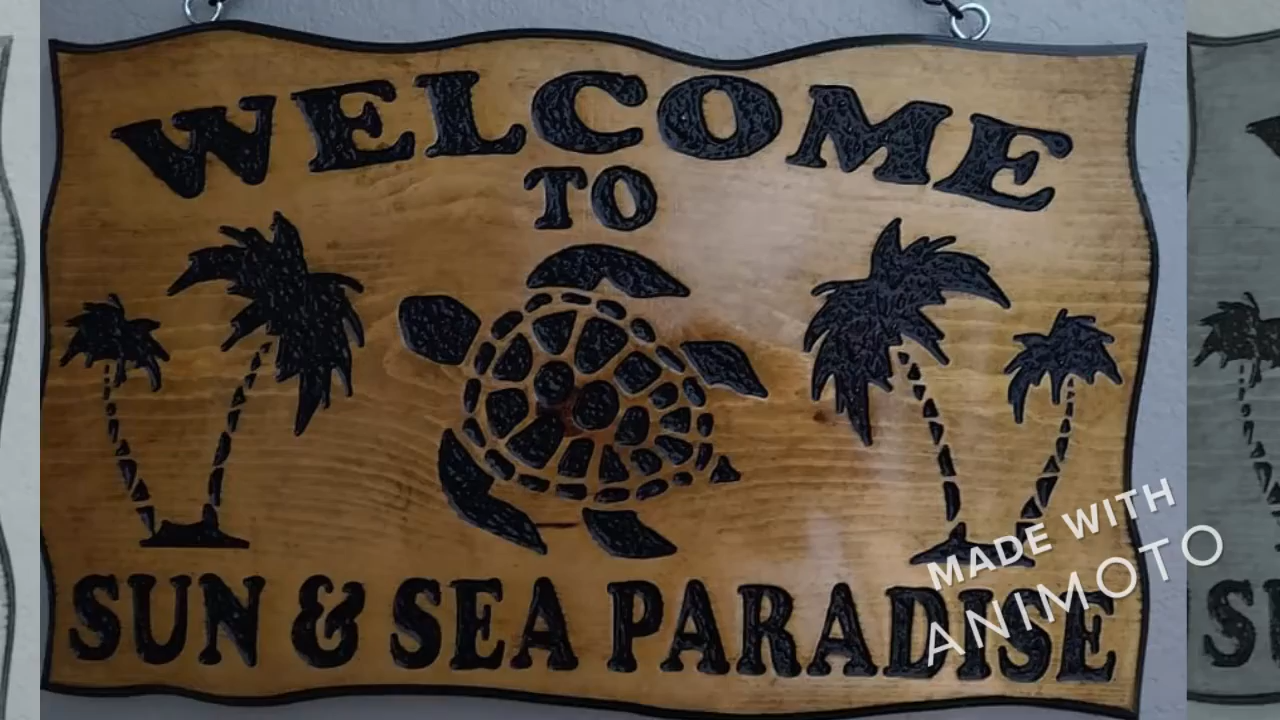 WELCOME
TO
SUN & SEA PARADISE
MADE WITH
ANIMOTO